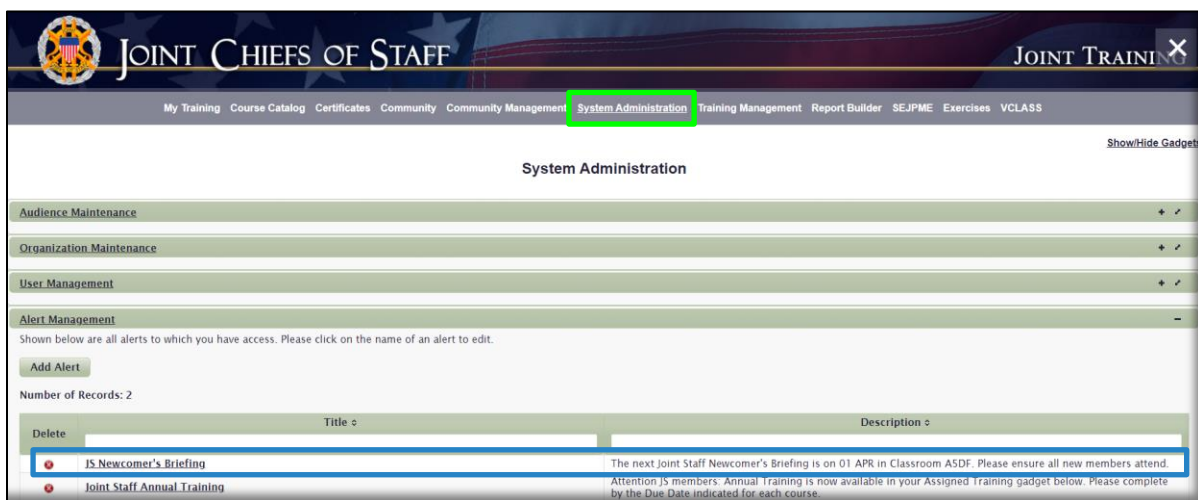 JOINT CHIEFS OF STAFF
JOINT TRAINING
My Training Course Catalog Certificates Community Community Management System Administration Training Management Report Builder SEJPME Exercises VCLASS
Show/Hide Gadgets
System Administration
Audience Maintenance
Organization Maintenance
User Management
Alert Management
Shown below are all alerts to which you have access. Please click on the name of an alert to edit.
Add Alert
Number of Records: 2
Delete Title Description
JS Newcomer's Briefing The next Joint Staff Newcomer's Briefing is on 01 APR in Classroom A5DF. Please ensure all new members attend.
Joint Staff Annual Training Attention JS members: Annual Training is now available in your Assigned Training gadget below. Please complete
by the Due Date indicated for each course.